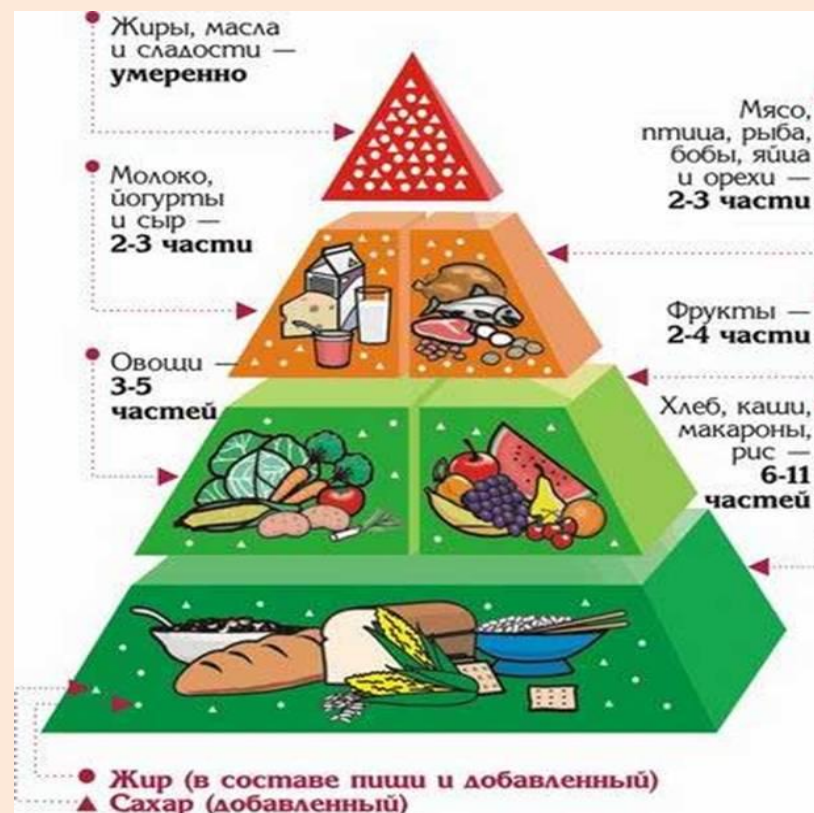 Жиры, масла
и сладости —
умеренно
Мясо,
птица, рыба,
бобы, яйца
и орехи —
2-3 части
Молоко,
йогурты
и сыр —
2-3 части
Фрукты —
2-4 части
Овощи —
3-5
частей
Хлеб, каши,
макароны,
рис —
6-11
частей
Жир (в составе пищи и добавленный)
Сахар (добавленный)